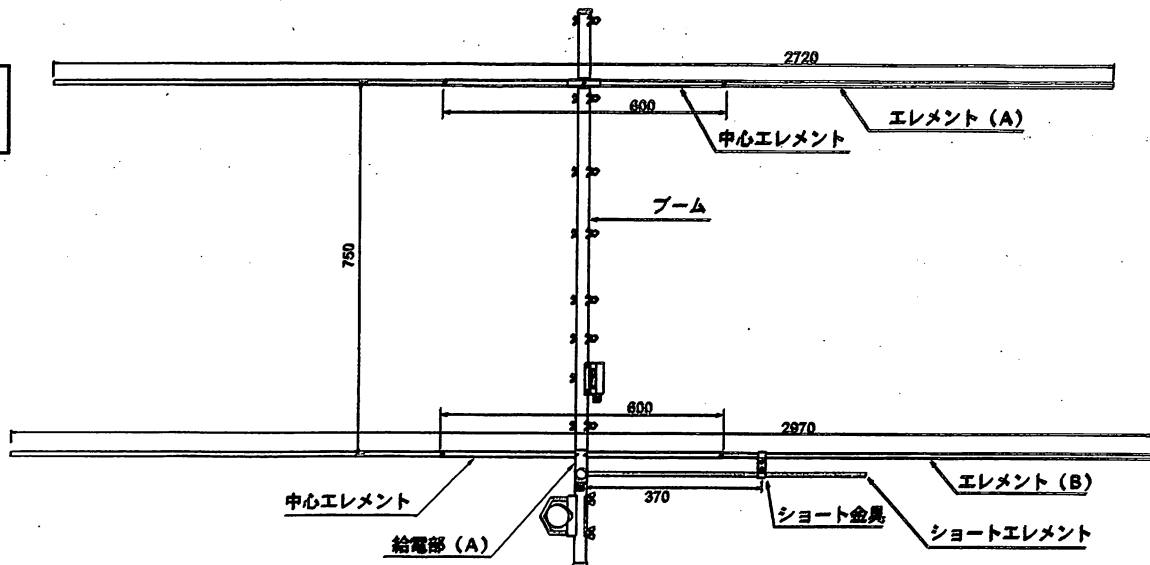 2720
600
エレメント (A)
中心エレメント
ブーム
750
600
2970
中心エレメント
370
エレメント (B)
ショート金具
ショートエレメント
給電部 (A)